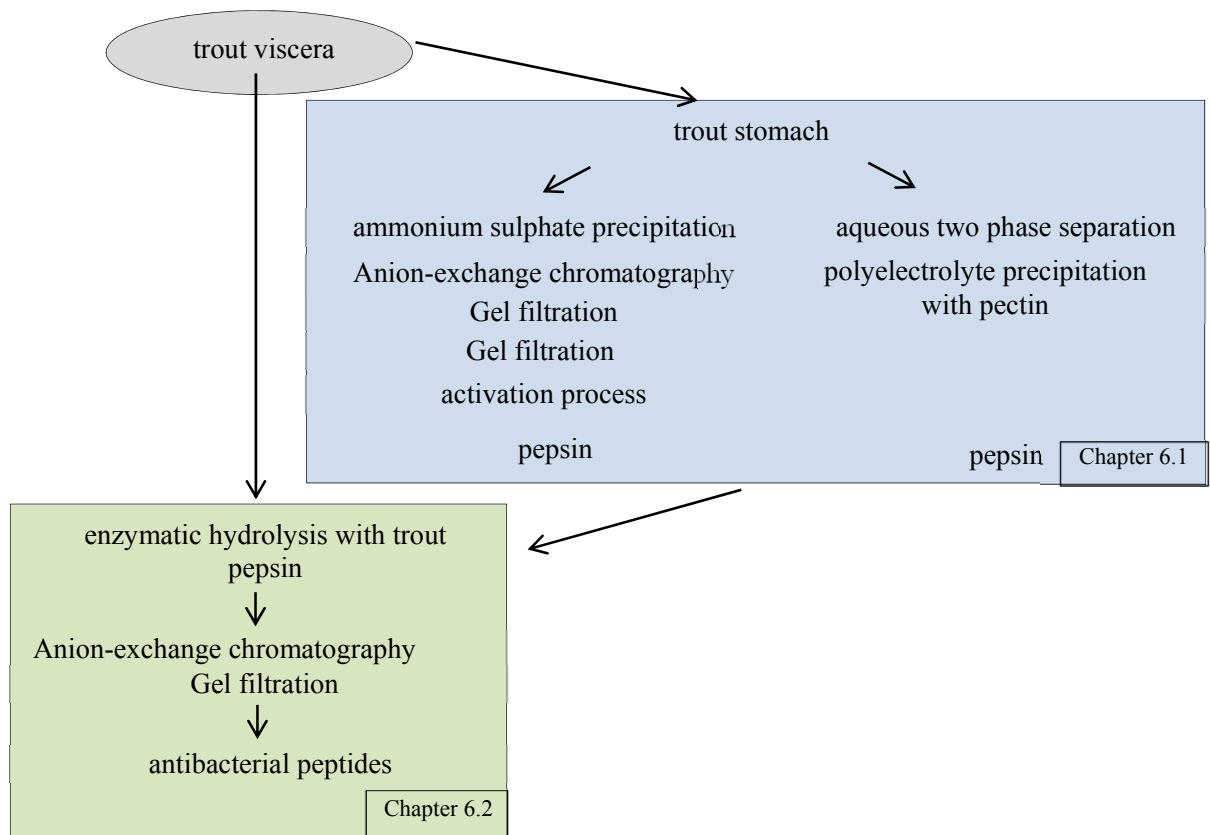 trout viscera
trout stomach
ammonium sulphate precipitation
Anion-exchange chromatography
Gel filtration
Gel filtration
activation process
pepsin
aqueous two phase separation
polyelectrolyte precipitation
with pectin
pepsin
Chapter 6.1
enzymatic hydrolysis with trout
pepsin
Anion-exchange chromatography
Gel filtration
antibacterial peptides
Chapter 6.2